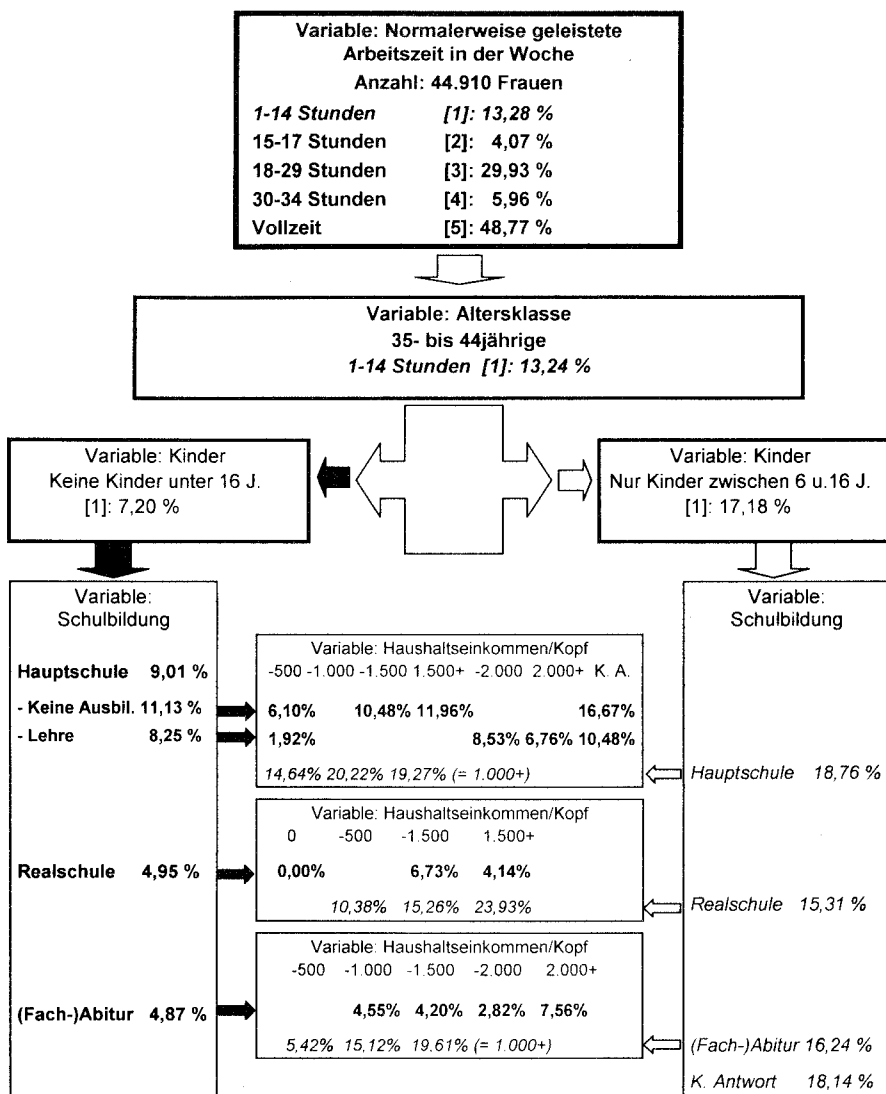 Variable: Normalerweise geleistete
Arbeitszeit in der Woche
Anzahl: 44.910 Frauen
1-14 Stunden [1]: 13,28 %
15-17 Stunden [2]: 4,07 %
18-29 Stunden [3]: 29,93 %
30-34 Stunden [4]: 5,96 %
Vollzeit [5]: 48,77 %
Variable: Altersklasse
35- bis 44jährige
1-14 Stunden [1]: 13,24 %
Variable: Kinder
Keine Kinder unter 16 J.
[1]: 7,20 %
Variable: Kinder
Nur Kinder zwischen 6 u.16 J.
[1]: 17,18 %
Variable:
Schulbildung
Hauptschule 9,01 %
- Keine Ausbil. 11,13 %
- Lehre 8,25 %
Realschule 4,95 %
(Fach-)Abitur 4,87 %
Variable: Haushaltseinkommen/Kopf
-500 -1.000 -1.500 1.500+ -2.000 2.000+ K. A.
6,10% 10,48% 11,96% 16,67%
1,92% 8,53% 6,76% 10,48%
14,64% 20,22% 19,27% (= 1.000+)
Variable: Haushaltseinkommen/Kopf
0 -500 -1.500 1.500+
0,00% 6,73% 4,14%
10,38% 15,26% 23,93%
Variable: Haushaltseinkommen/Kopf
-500 -1.000 -1.500 -2.000 2.000+
4,55% 4,20% 2,82% 7,56%
5,42% 15,12% 19.61% (= 1.000+)
Variable:
Schulbildung
Hauptschule 18,76 %
Realschule 15,31 %
(Fach-)Abitur 16,24 %
K. Antwort 18,14 %